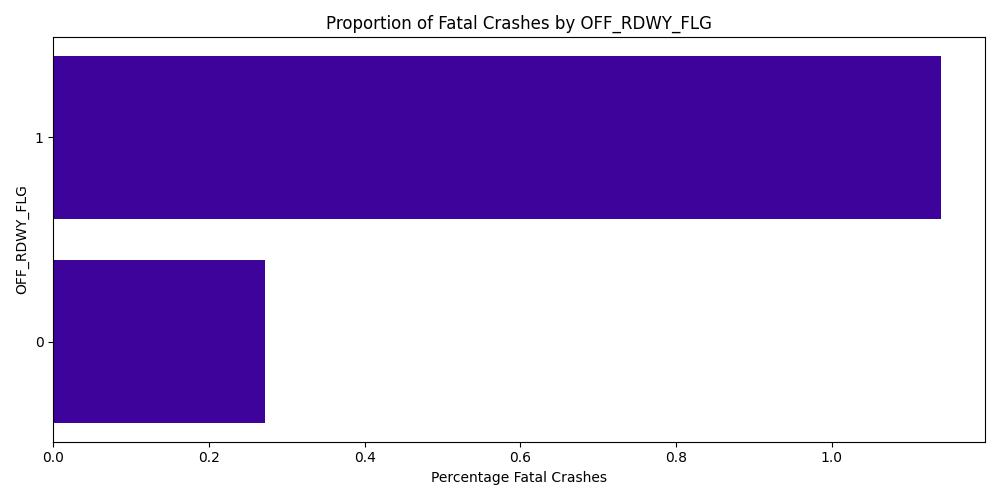 Proportion of Fatal Crashes by OFF_RDWY_FLG
OFF_RDWY_FLG
1
0
0.0 0.2 0.4 0.6 0.8 1.0
Percentage Fatal Crashes